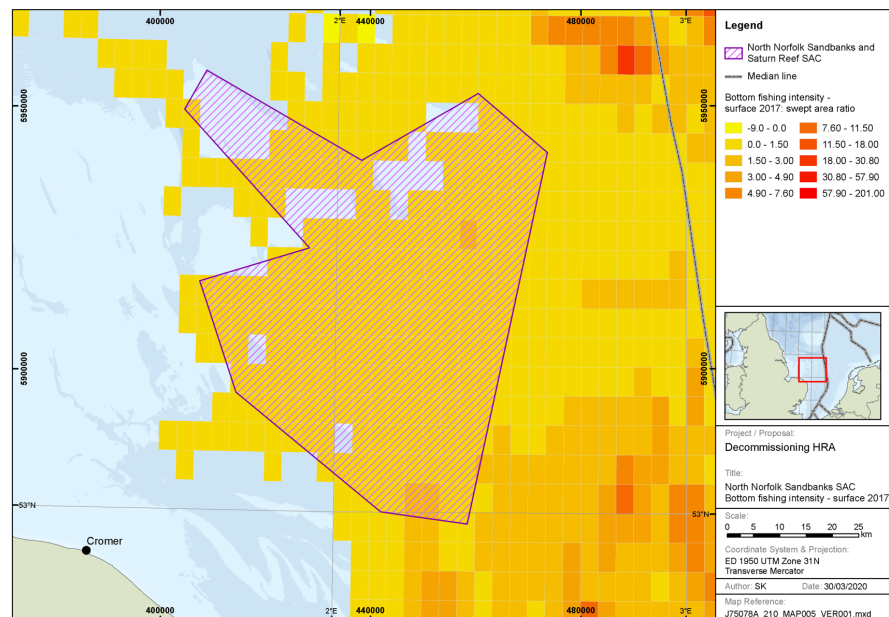 400000
2°E
440000
480000
3°E
5950000
5950000
5900000
5900000
53°N
53°N
Cromer
400000
2°E
440000
480000
3°E
Legend
North Norfolk Sandbanks and
Saturn Reef SAC
Median line
Bottom fishing intensity -
surface 2017: swept area ratio
-9.0 - 0.0
7.60 - 11.50
0.0 - 1.50
11.50 - 18.00
1.50 - 3.00
18.00 - 30.80
3.00 - 4.90
30.80 - 57.90
4.90 - 7.60
57.90 - 201.00
Project / Proposal:
Decommissioning HRA
Title:
North Norfolk Sandbanks SAC
Bottom fishing intensity - surface 2017
Scale:
0 5 10 15 20 25
km
Coordinate System & Projection:
ED 1950 UTM Zone 31N
Transverse Mercator
Author: SK Date: 30/03/2020
Map Reference:
J75078A_210_MAP005_VER001.mxd